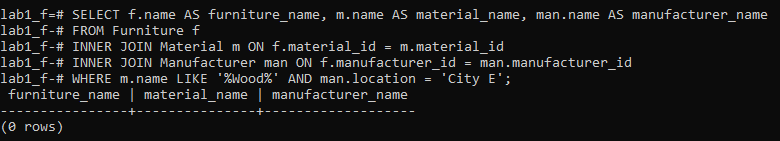 lab1_f=# SELECT f.name AS furniture_name, m.name AS material_name, man.name AS manufacturer_name
lab1_f-# FROM Furniture f
lab1_f-# INNER JOIN Material m ON f.material_id = m.material_id
lab1_f-# INNER JOIN Manufacturer man ON f.manufacturer_id = man.manufacturer_id
lab1_f-# WHERE m.name LIKE '%Wood%' AND man.location = 'City E';
 furniture_name | material_name | manufacturer_name
----------------+---------------+-------------------
(0 rows)